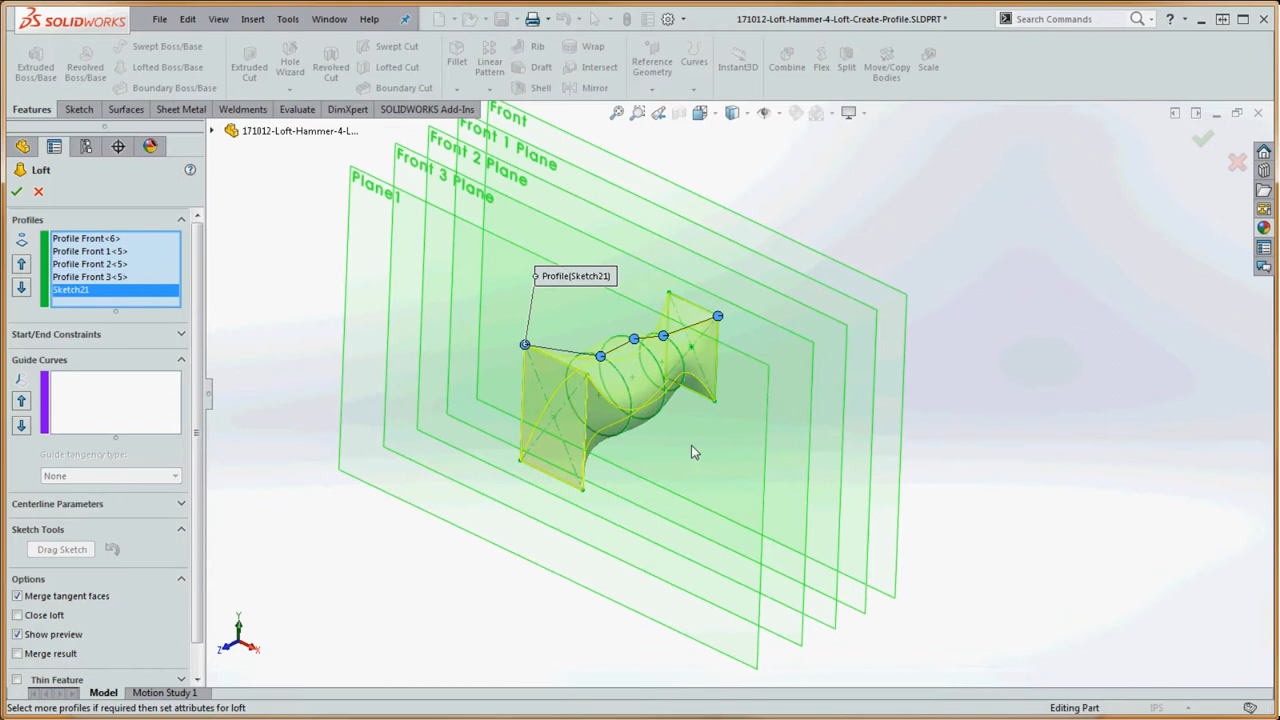 SOLIDWORKS File Edit View Insert Tools Window Help 171012-Loft-Hammer-4-Loft-Create-Profile.SLDPRT * Search Commands ?
Extruded Boss/Base
Revolved Boss/Base
Swept Boss/Base
Lofted Boss/Base
Boundary Boss/Base
Extruded Cut
Hole Wizard
Revolved Cut
Swept Cut
Lofted Cut
Boundary Cut
Fillet
Linear Pattern
Rib
Draft
Shell
Wrap
Intersect
Mirror
Reference Geometry
Curves
Instant3D
Combine
Flex
Split
Move/Copy Bodies
Scale
Features Sketch Surfaces Sheet Metal Weldments Evaluate DimXpert SOLIDWORKS Add-Ins
171012-Loft-Hammer-4-L...
Loft
Profiles
Profile Front<6>
Profile Front 1<5>
Profile Front 2<5>
Profile Front 3<5>
Sketch21
Start/End Constraints
Guide Curves
Guide tangency type:
None
Centerline Parameters
Sketch Tools
Drag Sketch
Options
Merge tangent faces
Close loft
Show preview
Merge result
Thin Feature
Front
Front 1 Plane
Front 2 Plane
Front 3 Plane
Plane1
Profile(Sketch21)
Y
Z
X
Model Motion Study 1
Select more profiles if required then set attributes for loft Editing Part IPS